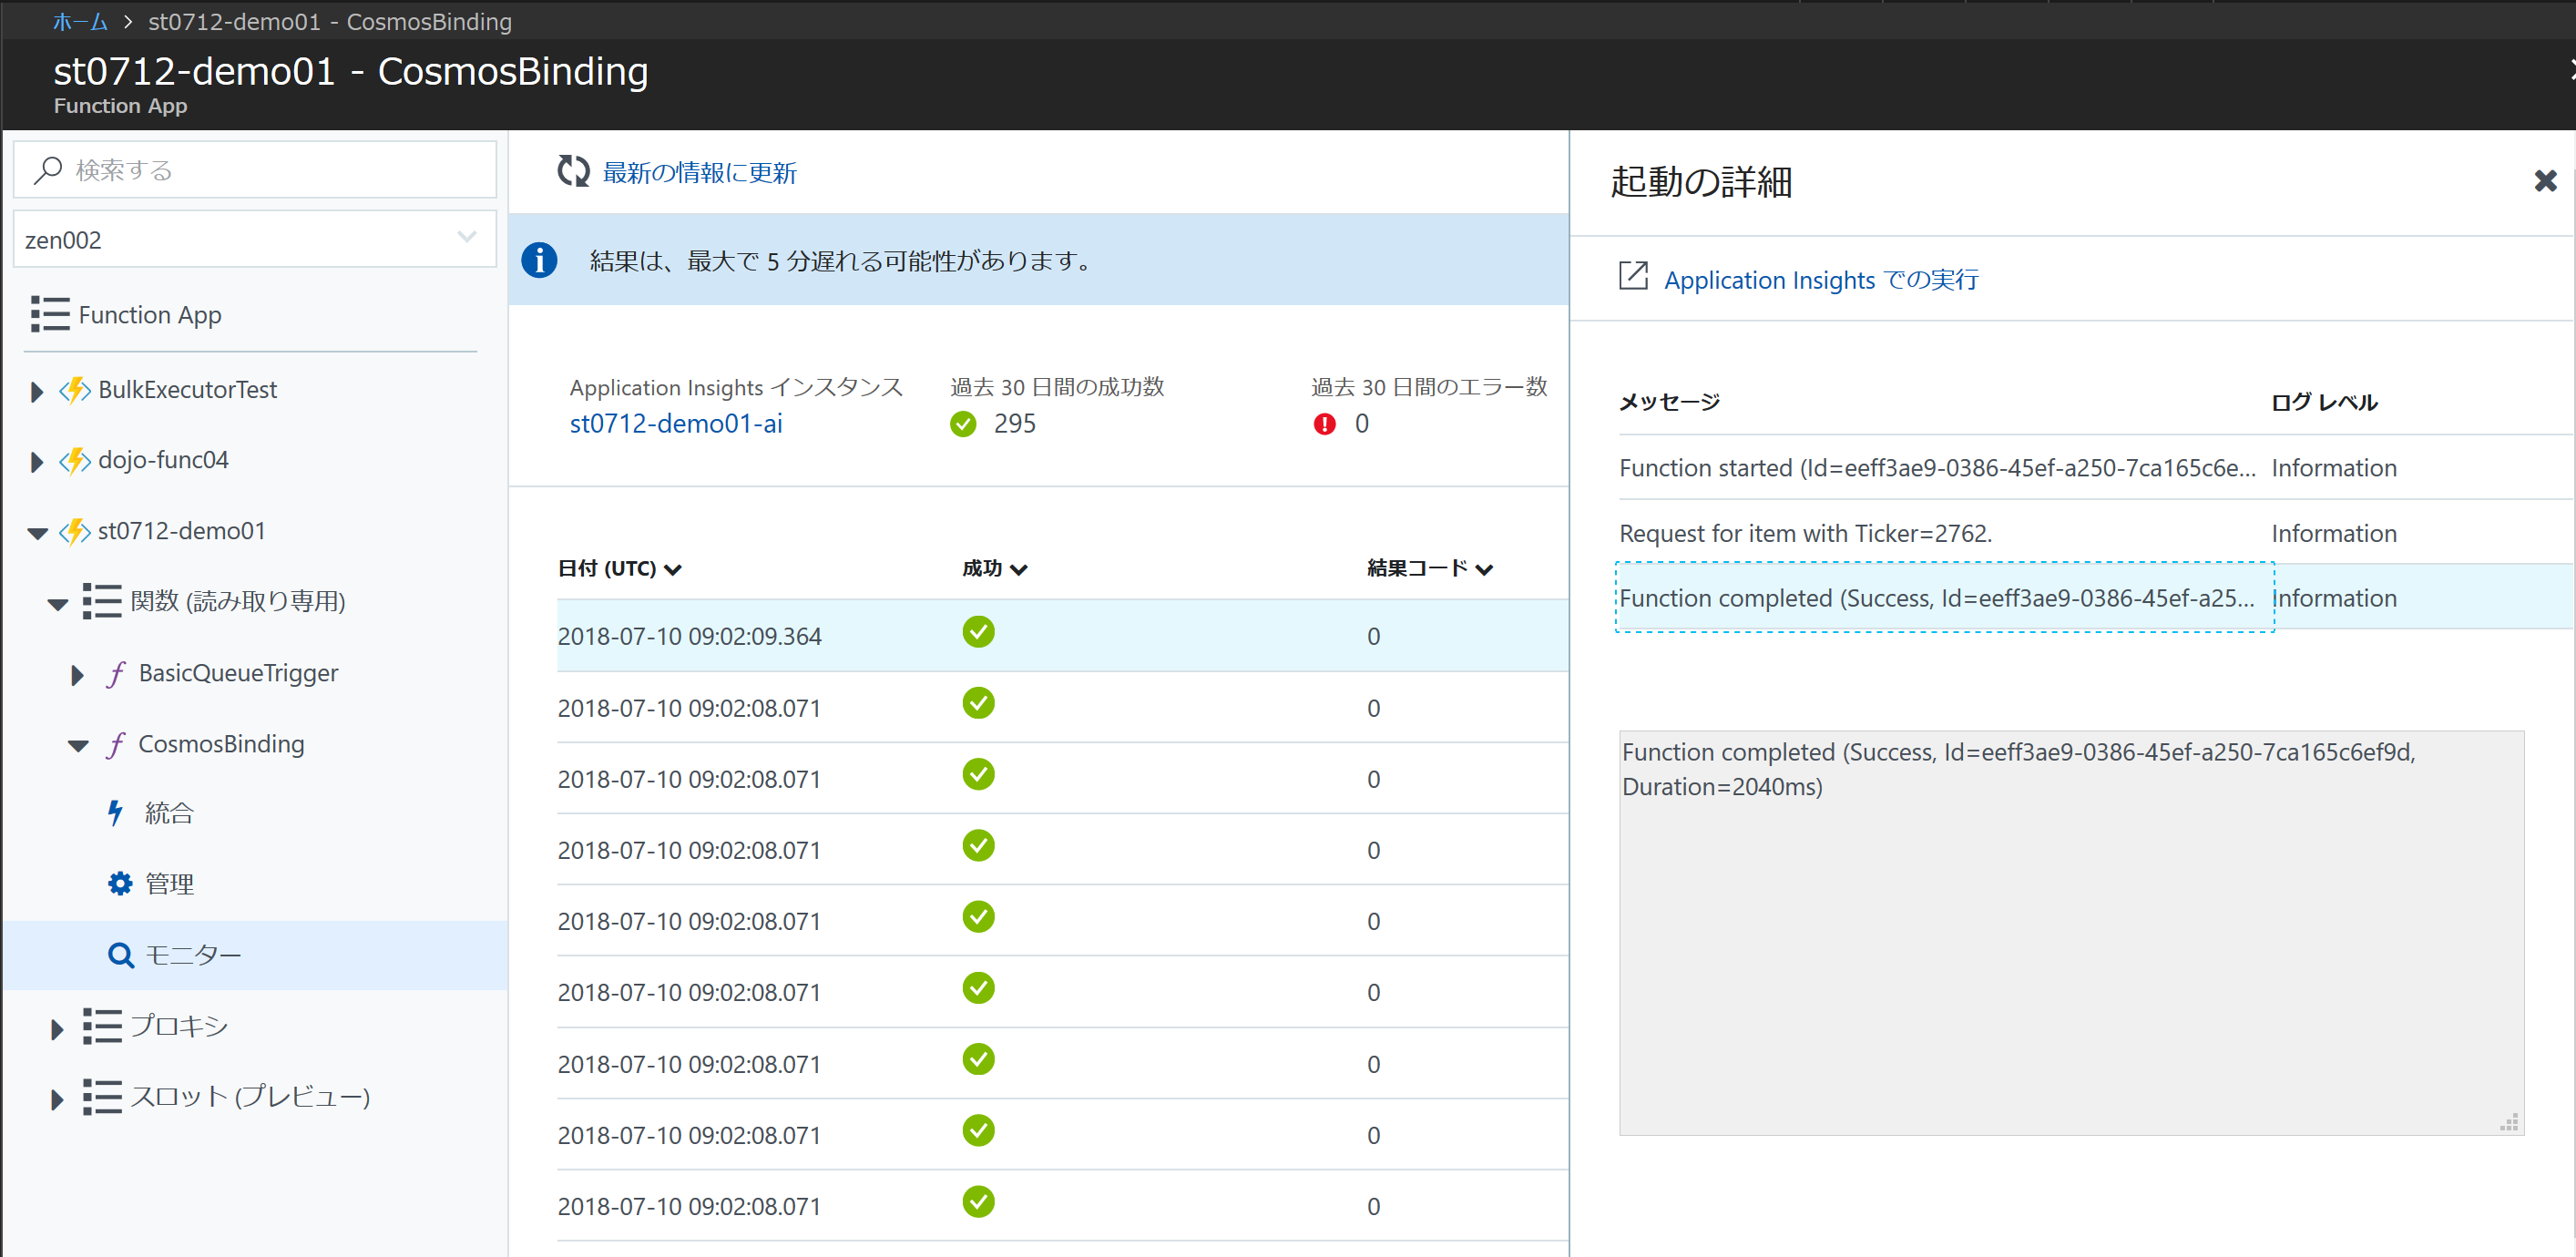 ホーム > st0712-demo01 - CosmosBinding
st0712-demo01 - CosmosBinding
Function App
検索する
zen002
Function App
BulkExecutorTest
dojo-func04
st0712-demo01
関数 (読み取り専用)
BasicQueueTrigger
CosmosBinding
統合
管理
モニター
プロキシ
スロット (プレビュー)
最新の情報に更新
結果は、最大で 5 分遅れる可能性があります。
Application Insights インスタンス
st0712-demo01-ai
過去 30 日間の成功数
295
過去 30 日間のエラー数
0
日付 (UTC) 成功 結果コード
2018-07-10 09:02:09.364 0
2018-07-10 09:02:08.071 0
2018-07-10 09:02:08.071 0
2018-07-10 09:02:08.071 0
2018-07-10 09:02:08.071 0
2018-07-10 09:02:08.071 0
2018-07-10 09:02:08.071 0
2018-07-10 09:02:08.071 0
2018-07-10 09:02:08.071 0
起動の詳細
Application Insights での実行
メッセージ ログ レベル
Function started (Id=eeff3ae9-0386-45ef-a250-7ca165c6e... Information
Request for item with Ticker=2762. Information
Function completed (Success, Id=eeff3ae9-0386-45ef-a25... Information
Function completed (Success, Id=eeff3ae9-0386-45ef-a250-7ca165c6ef9d,
Duration=2040ms)